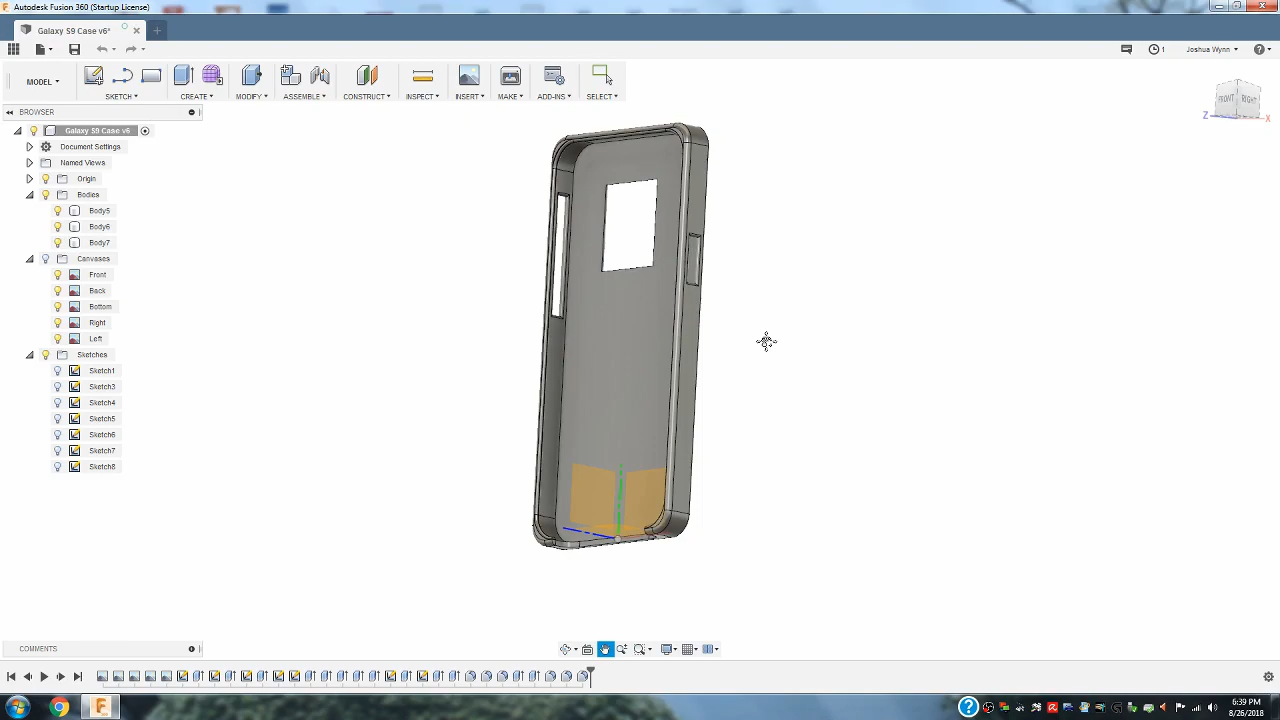 Autodesk Fusion 360 (Startup License)
Galaxy S9 Case v6*
1
Joshua Wynn
MODEL
SKETCH CREATE MODIFY ASSEMBLE CONSTRUCT INSPECT INSERT MAKE ADD-INS SELECT
BROWSER
FRONT RIGHT
Z X
Galaxy S9 Case v6
Document Settings
Named Views
Origin
Bodies
Body5
Body6
Body7
Canvases
Front
Back
Bottom
Right
Left
Sketches
Sketch1
Sketch3
Sketch4
Sketch5
Sketch6
Sketch7
Sketch8
COMMENTS
6:39 PM
8/26/2018